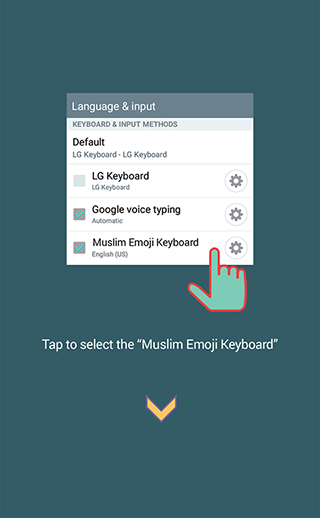 Language & input
KEYBOARD & INPUT METHODS
Default
LG Keyboard - LG Keyboard
LG Keyboard
LG Keyboard
Google voice typing
Automatic
Muslim Emoji Keyboard
English (US)
Tap to select the “Muslim Emoji Keyboard”